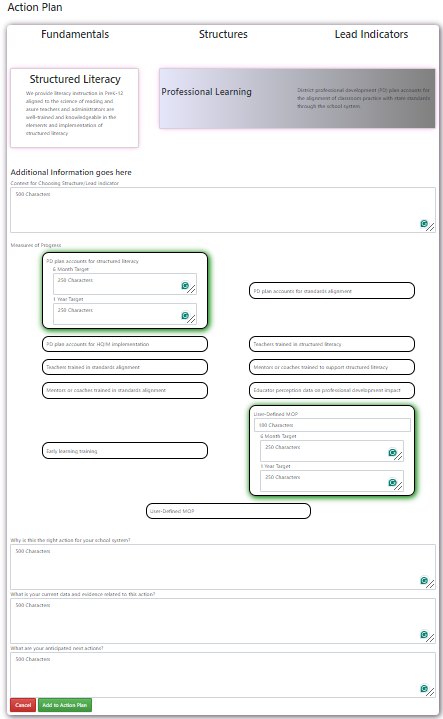 Action Plan
Fundamentals
Structures
Lead Indicators
Structured Literacy
We provide literacy instruction in PreK-12
aligned to the science of reading and
assure teachers and administrators are
well-trained and knowledgeable in the
elements and implementation of
structured literacy
Professional Learning
District professional development (PD) plan accounts for
the alignment of classroom practice with state standards
through the school system
Additional Information goes here
Context for Choosing Structure/Lead Indicator
500 Characters
Measures of Progress
PD plan accounts for structured literacy
6 Month Target
250 Characters
1 Year Target
250 Characters
PD plan accounts for standards alignment
PD plan accounts for HQIM implementation
Teachers trained in structured literacy
Teachers trained in standards alignment
Mentors or coaches trained to support structured literacy
Mentors or coaches trained in standards alignment
Educator perception data on professional development impact
Early learning training
User-Defined MOP
100 Characters
6 Month Target
250 Characters
1 Year Target
250 Characters
User-Defined MOP
Why is this the right action for your school system?
500 Characters
What is your current data and evidence related to this action?
500 Characters
What are your anticipated next actions?
500 Characters
Cancel
Add to Action Plan